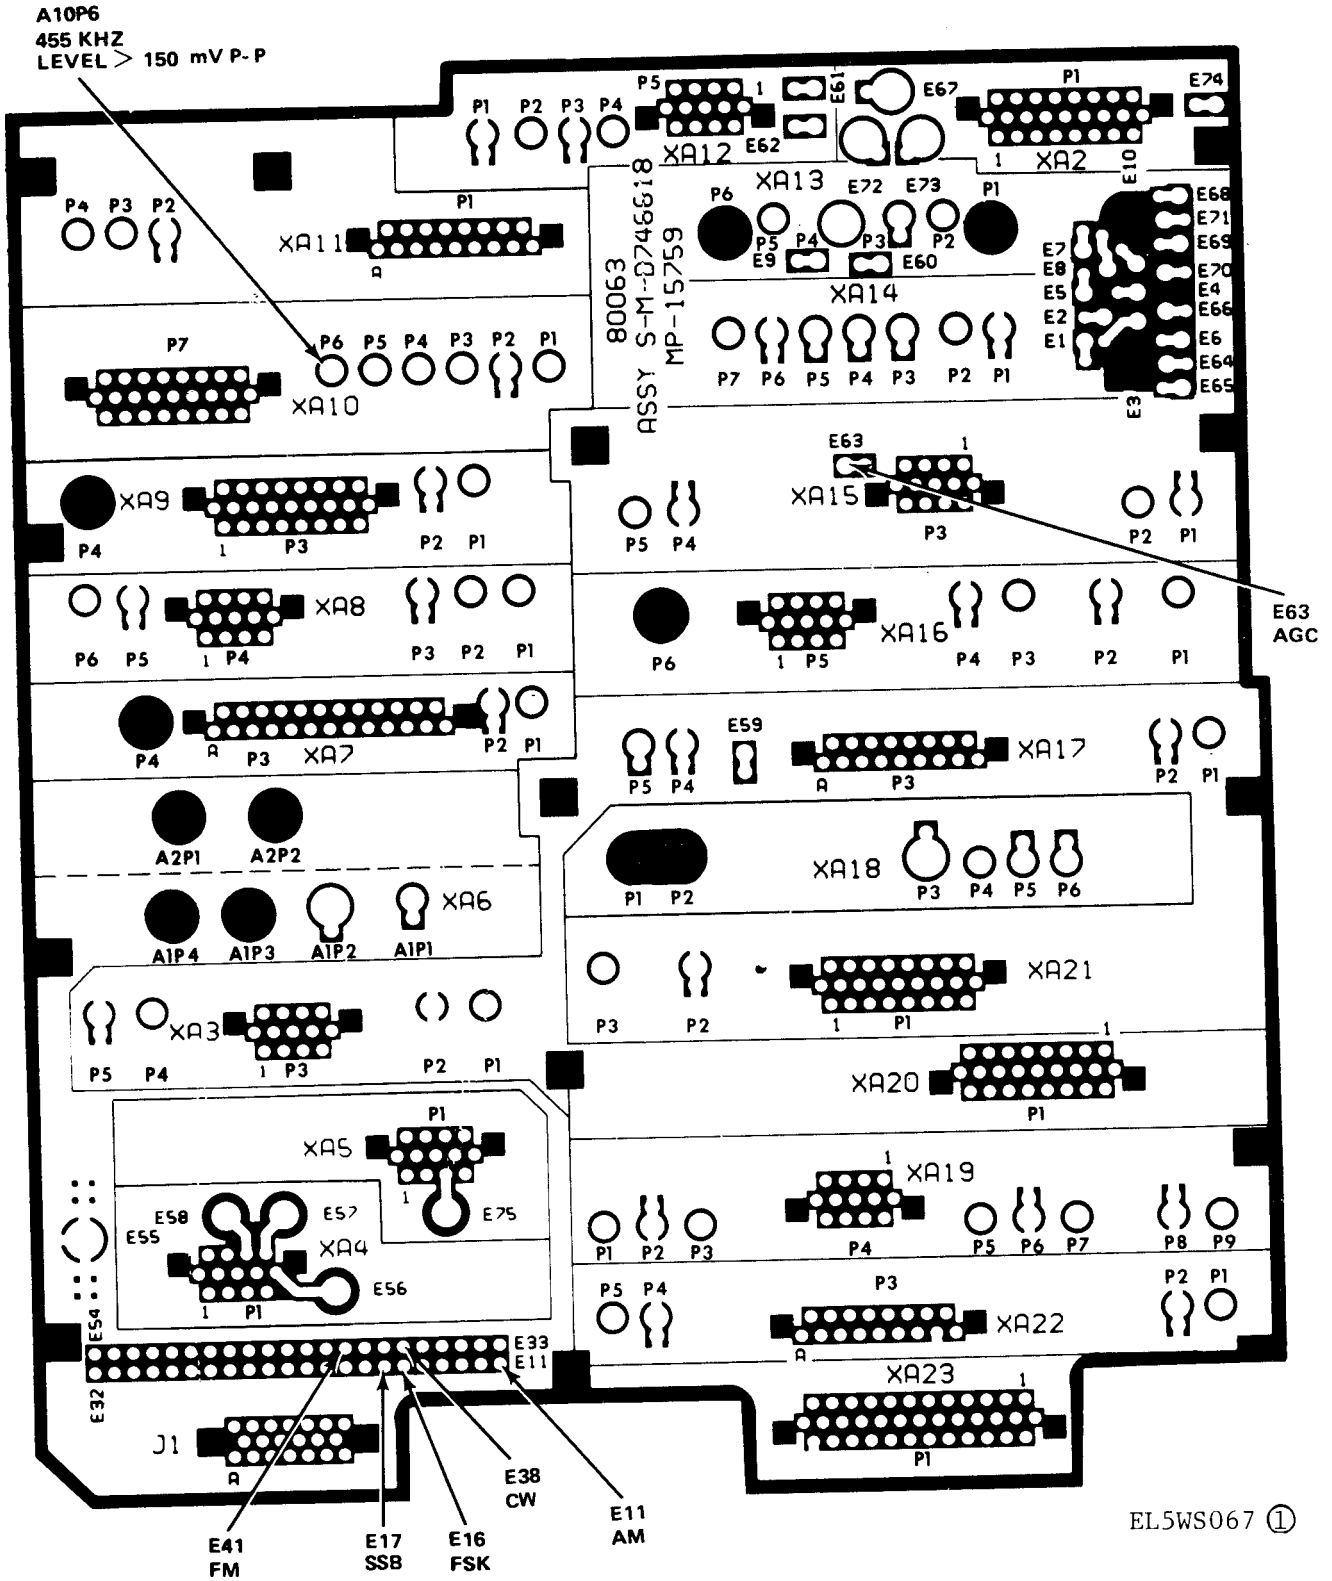 A10P6
455 KHZ
LEVEL > 150 mV P-P
P1 P2 P3 P4
P5 1
XA12
E61
E62
E67
P1
1 XA2
E74
E10
P4 P3 P2
XA11
P1
A
80063
ASSY S-M-D746618
MP-15759
XA13
P6 P5 P4 E72 P3 E73 P2 P1
E9
E60
E68
E71
E69
E70
E4
E66
E6
E64
E65
E7
E8
E5
E2
E1
E3
XA14
P7 P6 P5 P4 P3 P2 P1
P7
XA10
P6 P5 P4 P3 P2 P1
E63
1
XA15
P3
P5 P4
P2 P1
E63
AGC
P4
XA9
1 P3
P2 P1
P6 P5
1 P4
XA8
P3 P2 P1
P6
1 P5
XA16
P4 P3 P2 P1
P4
A P3 XA7
P2 P1
P5 P4
E59
A P3
XA17
P2 P1
A2P1 A2P2
P1 P2
XA18
P3 P4 P5 P6
A1P4 A1P3 A1P2 A1P1
XA6
P3 P2
1 P1
XA21
P5 P4
XA3
1 P3
P2 P1
1
XA20
P1
XA5
P1
1
E75
E55
E58 E57
XA4
1 P1
E56
1
XA19
P1 P2 P3
P4
P5 P6 P7
P8 P9
P5 P4
P3
A
XA22
P2 P1
E54
E32
E33
E11
XA23
1
P1
J1
A
E41
FM
E17
SSB
E16
FSK
E38
CW
E11
AM
EL5WS067 ①